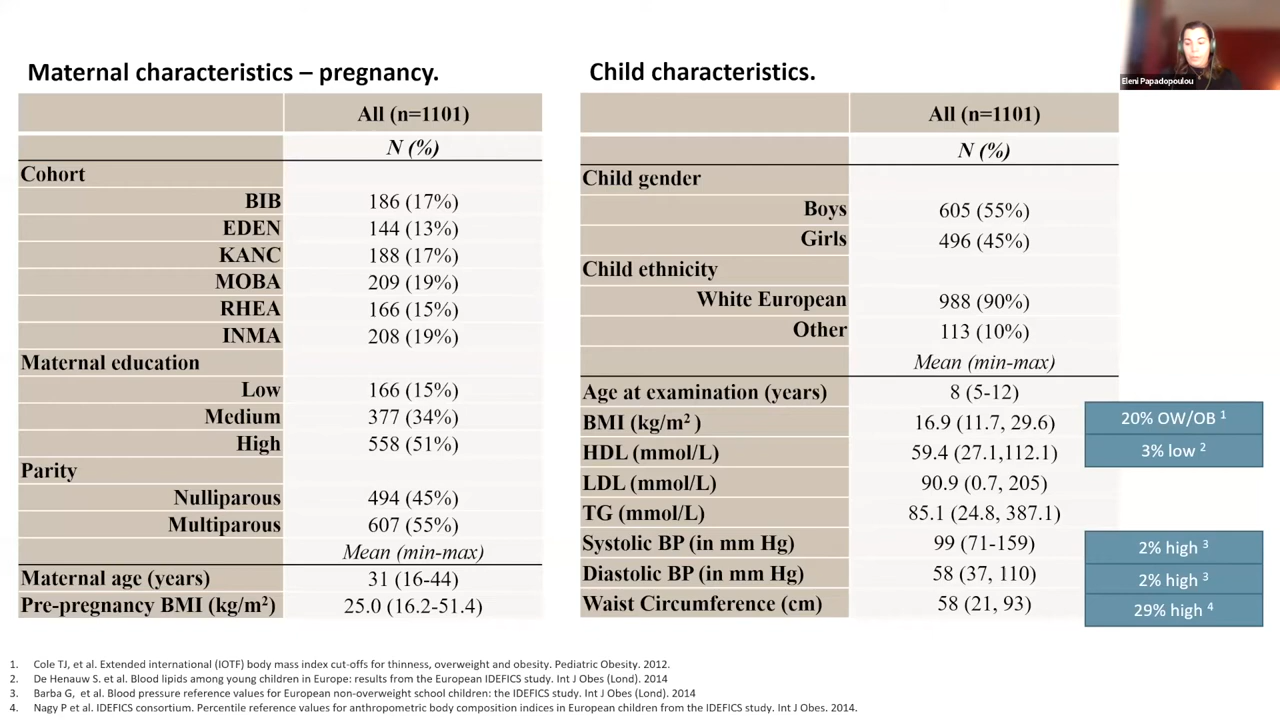 Maternal characteristics – pregnancy.
All (n=1101)
N (%)
Cohort
BIB 186 (17%)
EDEN 144 (13%)
KANC 188 (17%)
MOBA 209 (19%)
RHEA 166 (15%)
INMA 208 (19%)
Maternal education
Low 166 (15%)
Medium 377 (34%)
High 558 (51%)
Parity
Nulliparous 494 (45%)
Multiparous 607 (55%)
Mean (min-max)
Maternal age (years) 31 (16-44)
Pre-pregnancy BMI (kg/m²) 25.0 (16.2-51.4)
Child characteristics.
All (n=1101)
N (%)
Child gender
Boys 605 (55%)
Girls 496 (45%)
Child ethnicity
White European 988 (90%)
Other 113 (10%)
Mean (min-max)
Age at examination (years) 8 (5-12)
BMI (kg/m² ) 16.9 (11.7, 29.6) 20% OW/OB ¹
HDL (mmol/L) 59.4 (27.1,112.1) 3% low ²
LDL (mmol/L) 90.9 (0.7, 205)
TG (mmol/L) 85.1 (24.8, 387.1)
Systolic BP (in mm Hg) 99 (71-159) 2% high ³
Diastolic BP (in mm Hg) 58 (37, 110) 2% high ³
Waist Circumference (cm) 58 (21, 93) 29% high ⁴
Eleni Papadopoulou
1. Cole TJ, et al. Extended international (IOTF) body mass index cut-offs for thinness, overweight and obesity. Pediatric Obesity. 2012.
2. De Henauw S. et al. Blood lipids among young children in Europe: results from the European IDEFICS study. Int J Obes (Lond). 2014
3. Barba G, et al. Blood pressure reference values for European non-overweight school children: the IDEFICS study. Int J Obes (Lond). 2014
4. Nagy P et al. IDEFICS consortium. Percentile reference values for anthropometric body composition indices in European children from the IDEFICS study. Int J Obes. 2014.